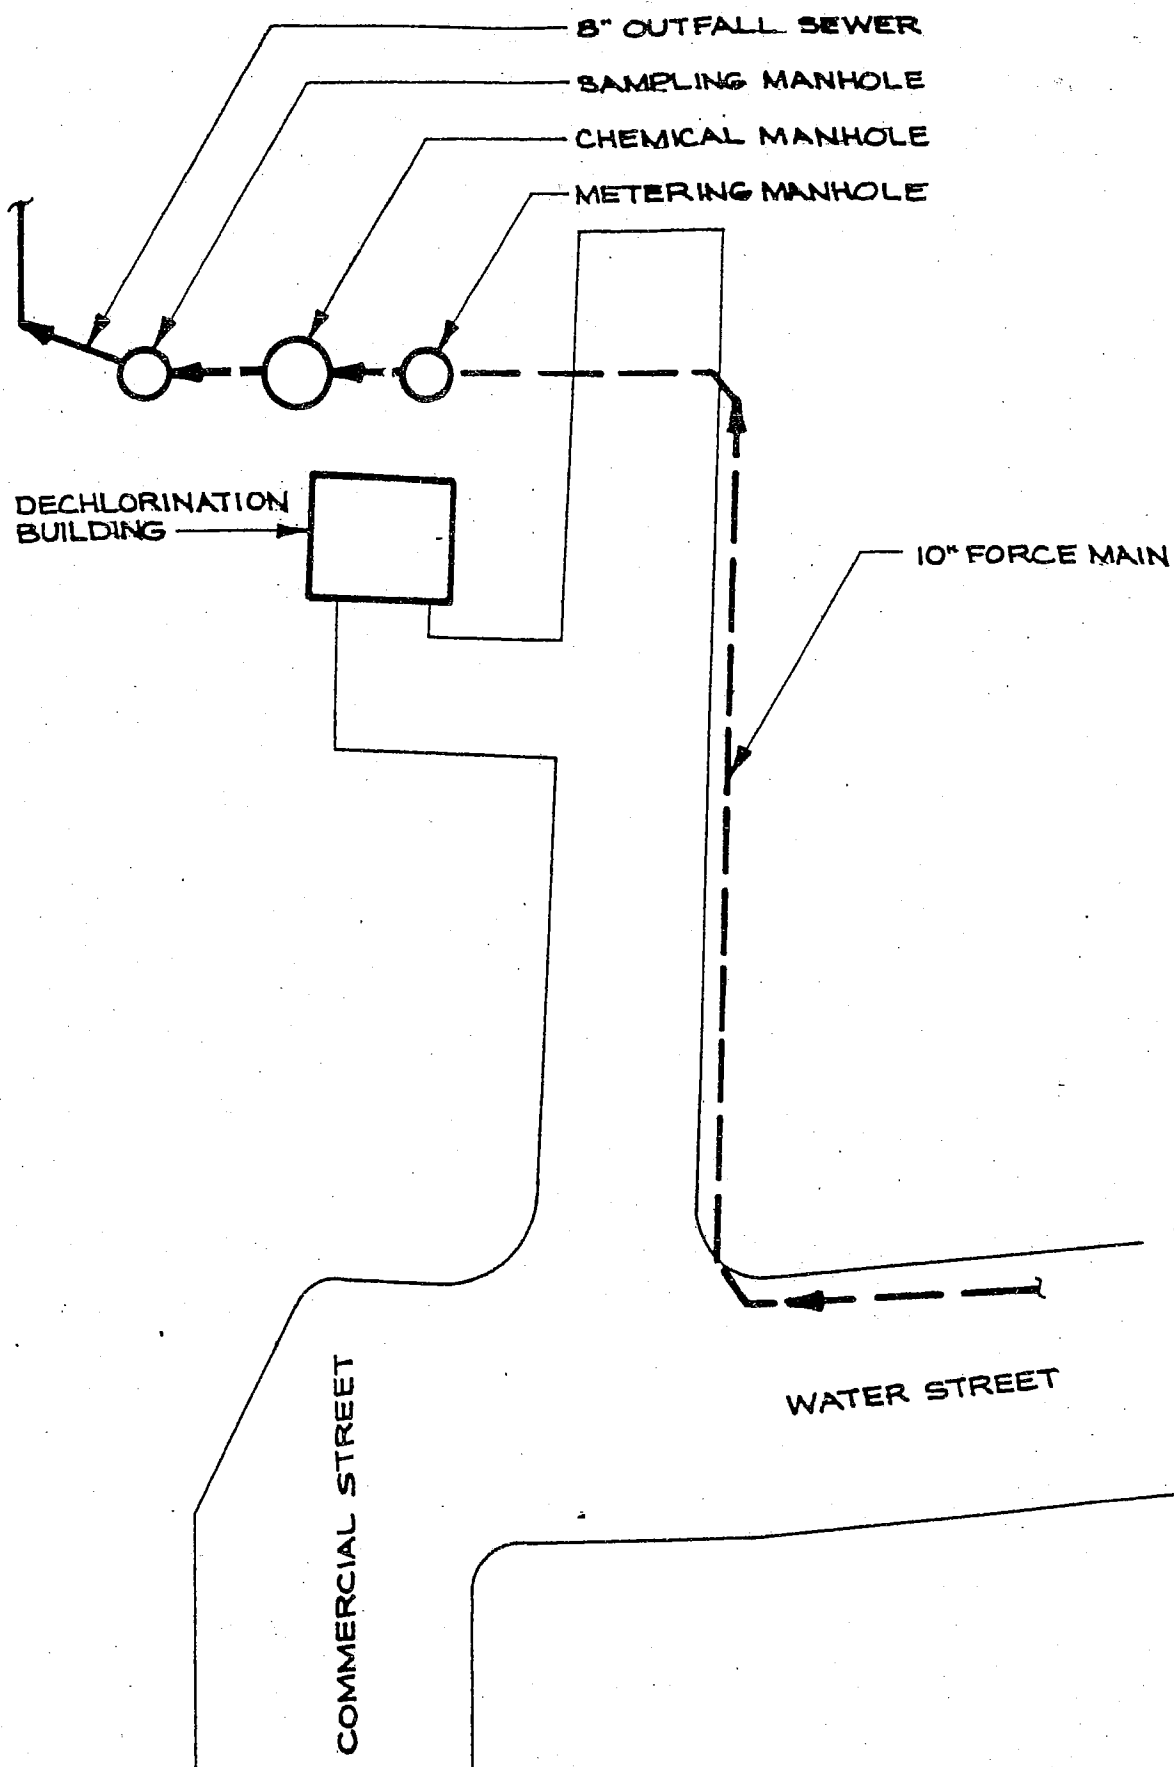 8" OUTFALL SEWER
SAMPLING MANHOLE
CHEMICAL MANHOLE
METERING MANHOLE
DECHLORINATION
BUILDING
10" FORCE MAIN
WATER STREET
COMMERCIAL STREET